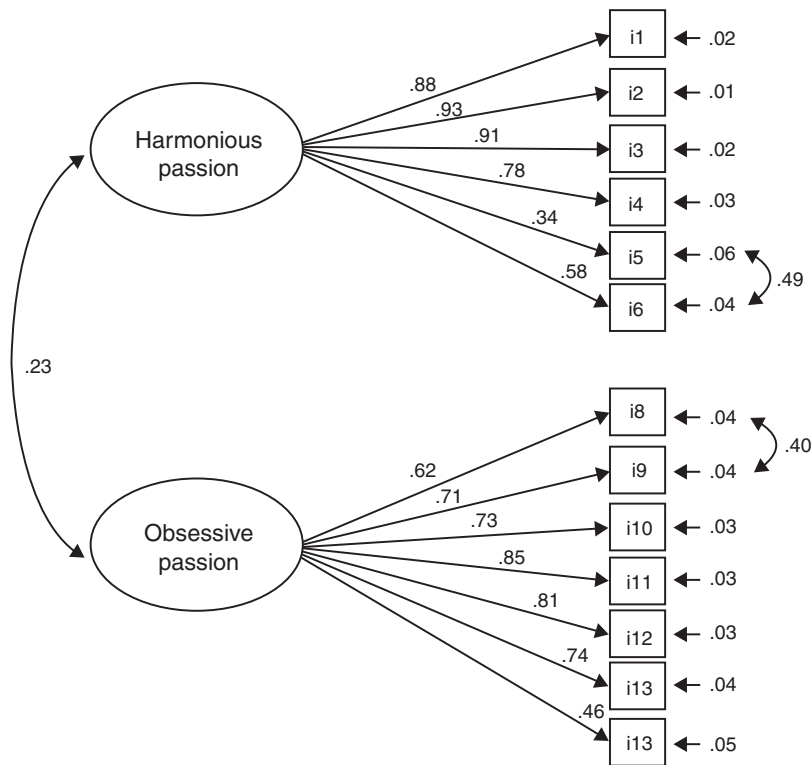 Harmonious
passion
.88
.93
.91
.78
.34
.58
i1
.02
i2
.01
i3
.02
i4
.03
i5
.06
i6
.04
.49
.23
Obsessive
passion
.62
.71
.73
.85
.81
.74
.46
i8
.04
i9
.04
.40
i10
.03
i11
.03
i12
.03
i13
.04
i13
.05